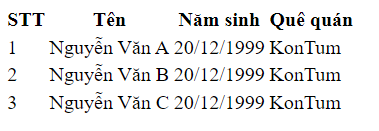 STT Tên Năm sinh Quê quán
1 Nguyễn Văn A 20/12/1999 KonTum
2 Nguyễn Văn B 20/12/1999 KonTum
3 Nguyễn Văn C 20/12/1999 KonTum